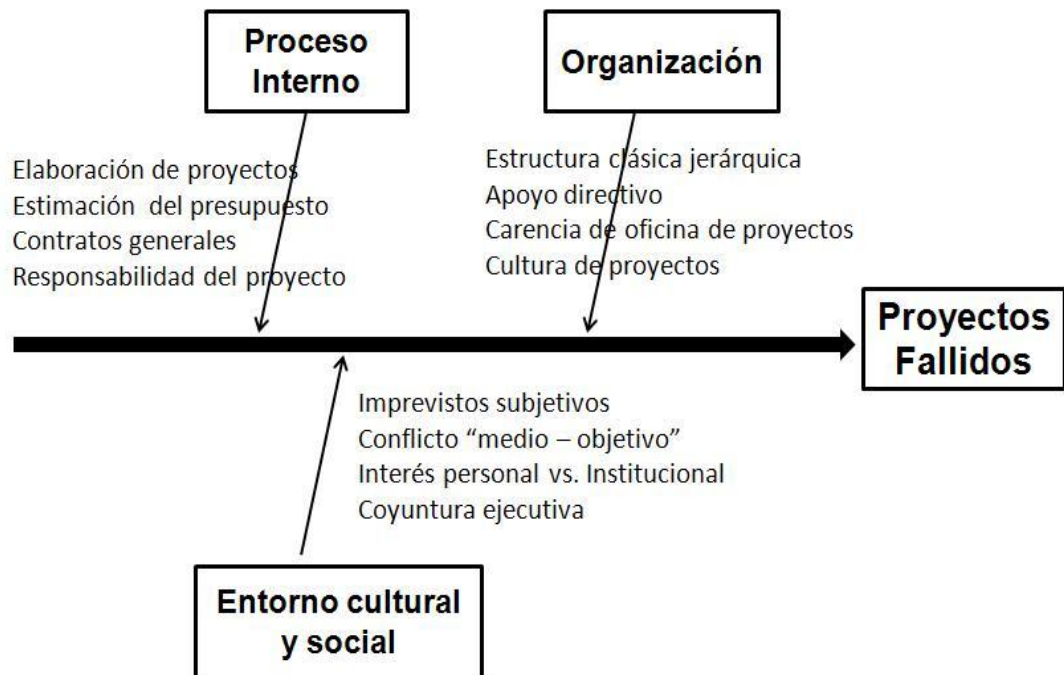 Proceso
Interno
Organización
Elaboración de proyectos
Estimación del presupuesto
Contratos generales
Responsabilidad del proyecto
Estructura clásica jerárquica
Apoyo directivo
Carencia de oficina de proyectos
Cultura de proyectos
Proyectos
Fallidos
Imprevistos subjetivos
Conflicto “medio – objetivo”
Interés personal vs. Institucional
Coyuntura ejecutiva
Entorno cultural
y social